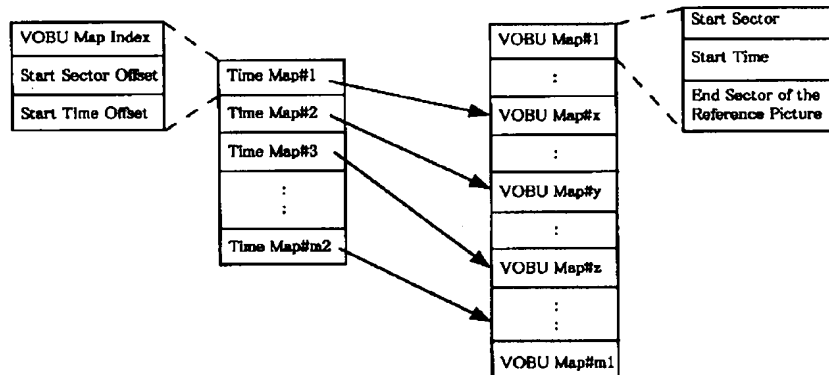 VOBU Map Index
Start Sector Offset
Start Time Offset
Time Map#1
Time Map#2
Time Map#3
:
:
Time Map#m2
VOBU Map#1
:
VOBU Map#x
:
VOBU Map#y
:
VOBU Map#z
:
:
VOBU Map#m1
Start Sector
Start Time
End Sector of the
Reference Picture